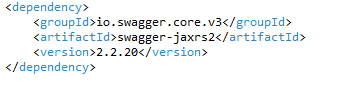 <dependency>
    <groupId>io.swagger.core.v3</groupId>
    <artifactId>swagger-jaxrs2</artifactId>
    <version>2.2.20</version>
</dependency>